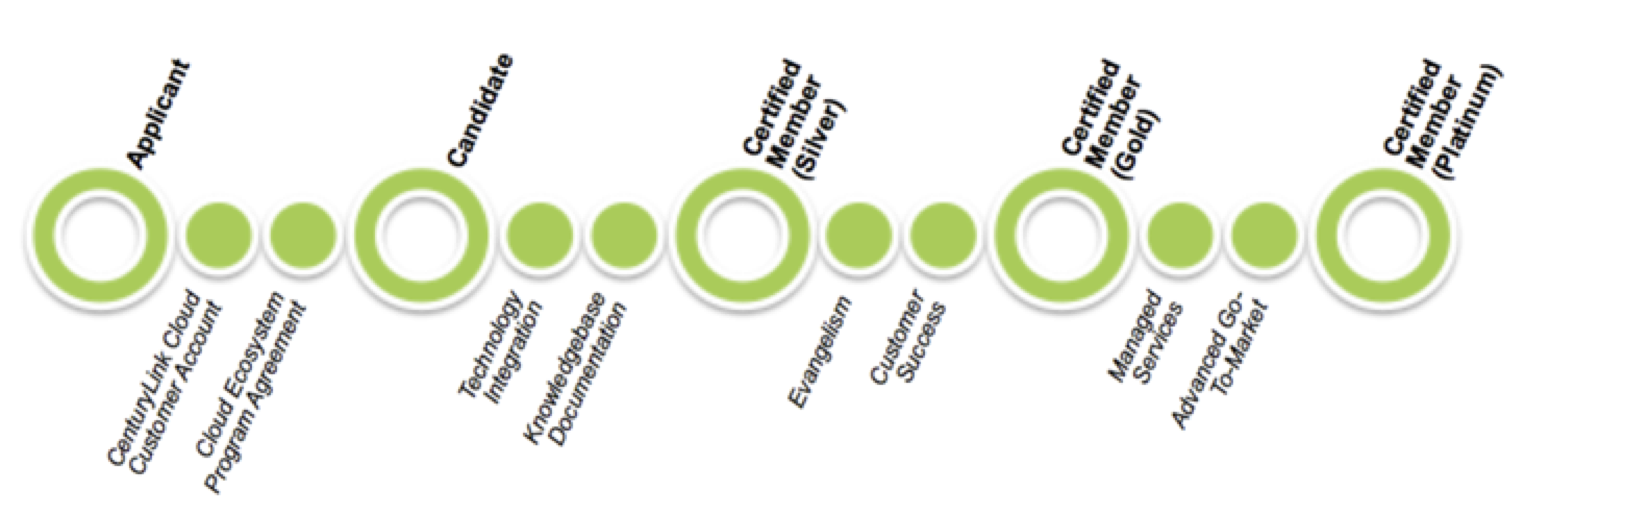 Applicant
Candidate
Certified
Member
(Silver)
Certified
Member
(Gold)
Certified
Member
(Platinum)
CenturyLink Cloud
Customer Account
Cloud Ecosystem
Program Agreement
Technology
Integration
Knowledgebase
Documentation
Evangelism
Customer
Success
Managed
Services
Advanced Go-
To-Market